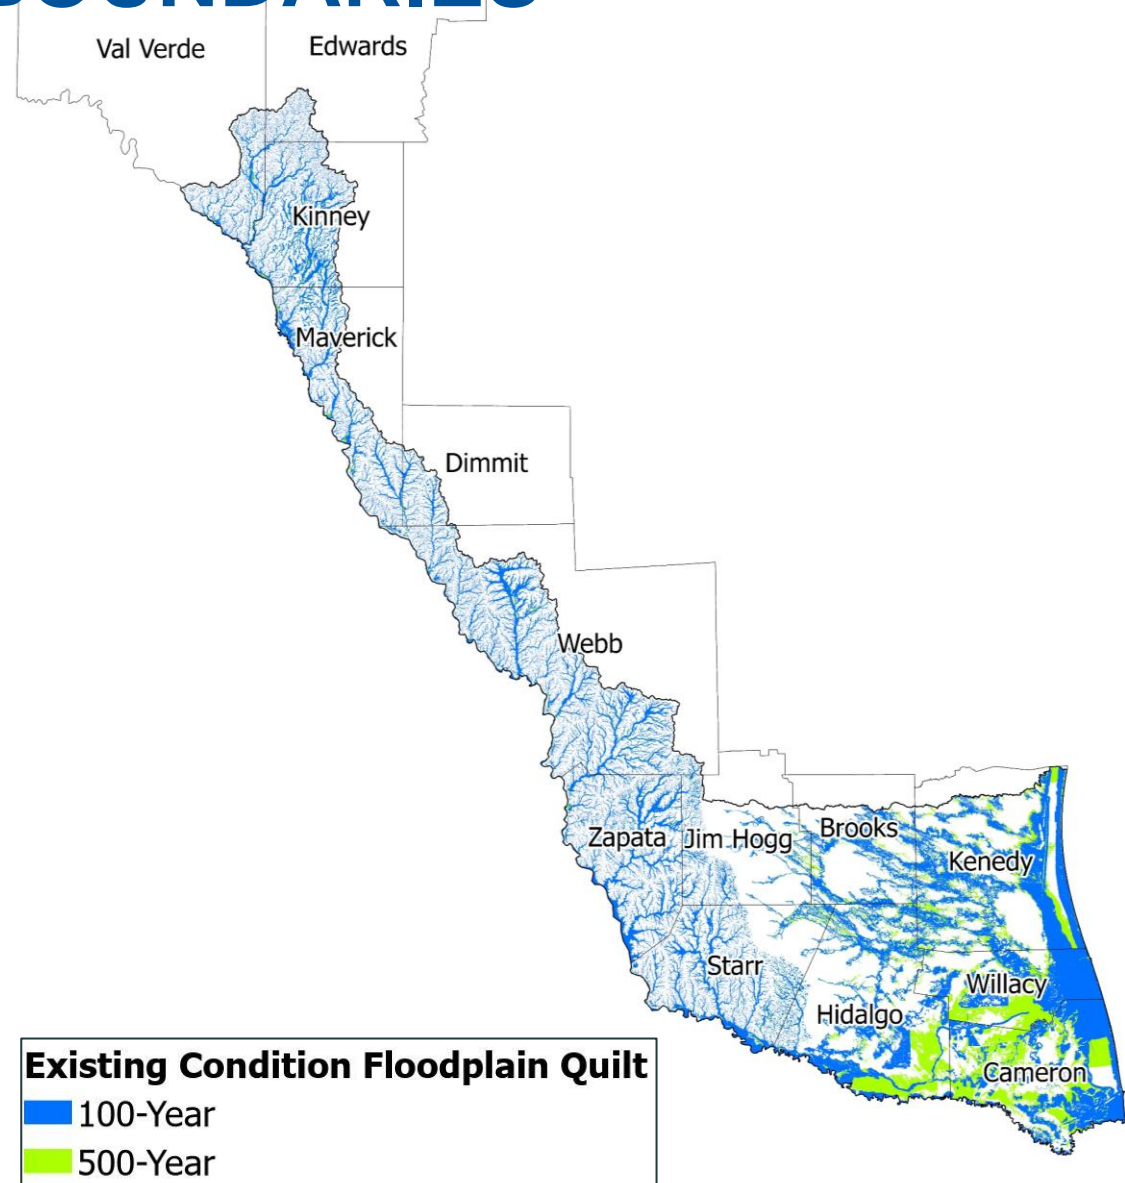 BOUNDARIES
Val Verde
Edwards
Kinney
Maverick
Dimmit
Webb
Zapata
Jim Hogg
Brooks
Kenedy
Starr
Willacy
Hidalgo
Cameron
Existing Condition Floodplain Quilt
100-Year
500-Year